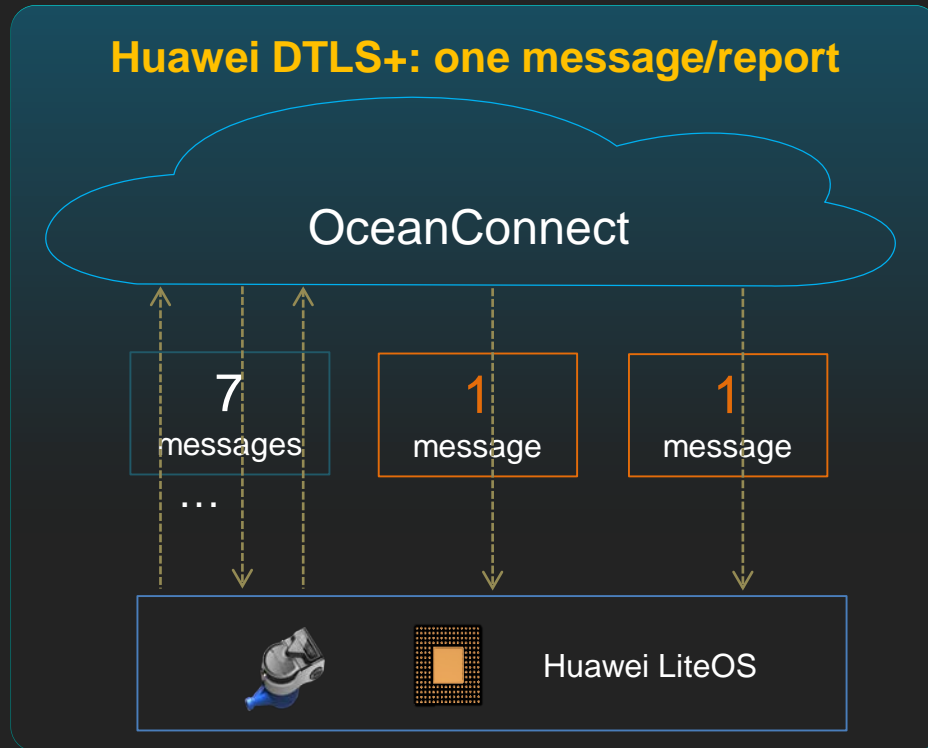 Huawei DTLS+: one message/report
OceanConnect
7
messages
...
1
message
1
message
Huawei LiteOS